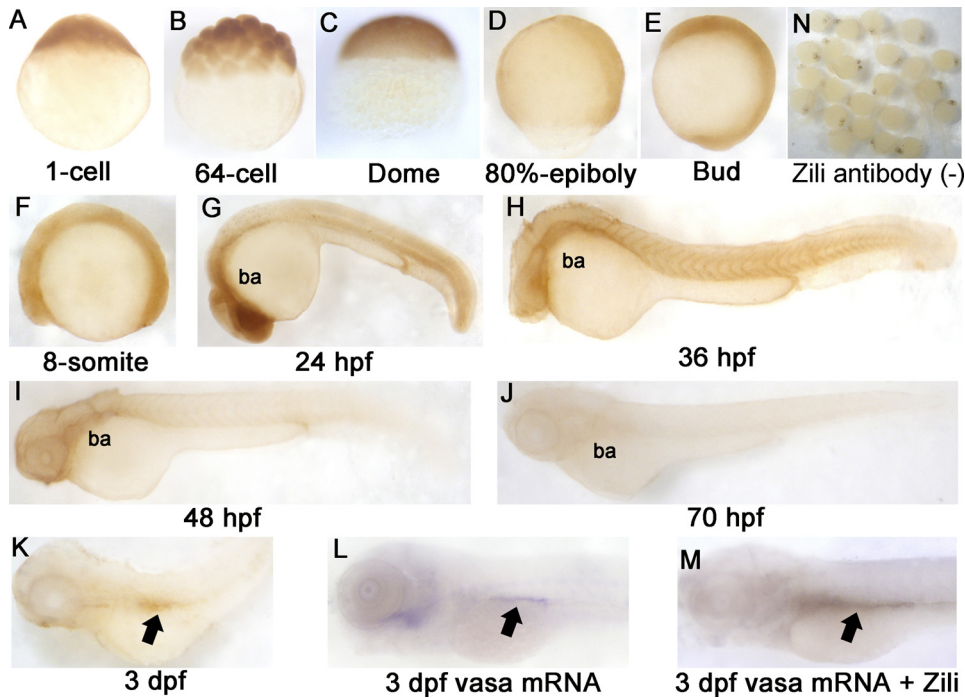 A
B
C
D
E
N
1-cell
64-cell
Dome
80%-epiboly
Bud
Zili antibody (-)
F
G
H
ba
ba
8-somite
24 hpf
36 hpf
I
J
ba
ba
48 hpf
70 hpf
K
L
M
3 dpf
3 dpf vasa mRNA
3 dpf vasa mRNA + Zili